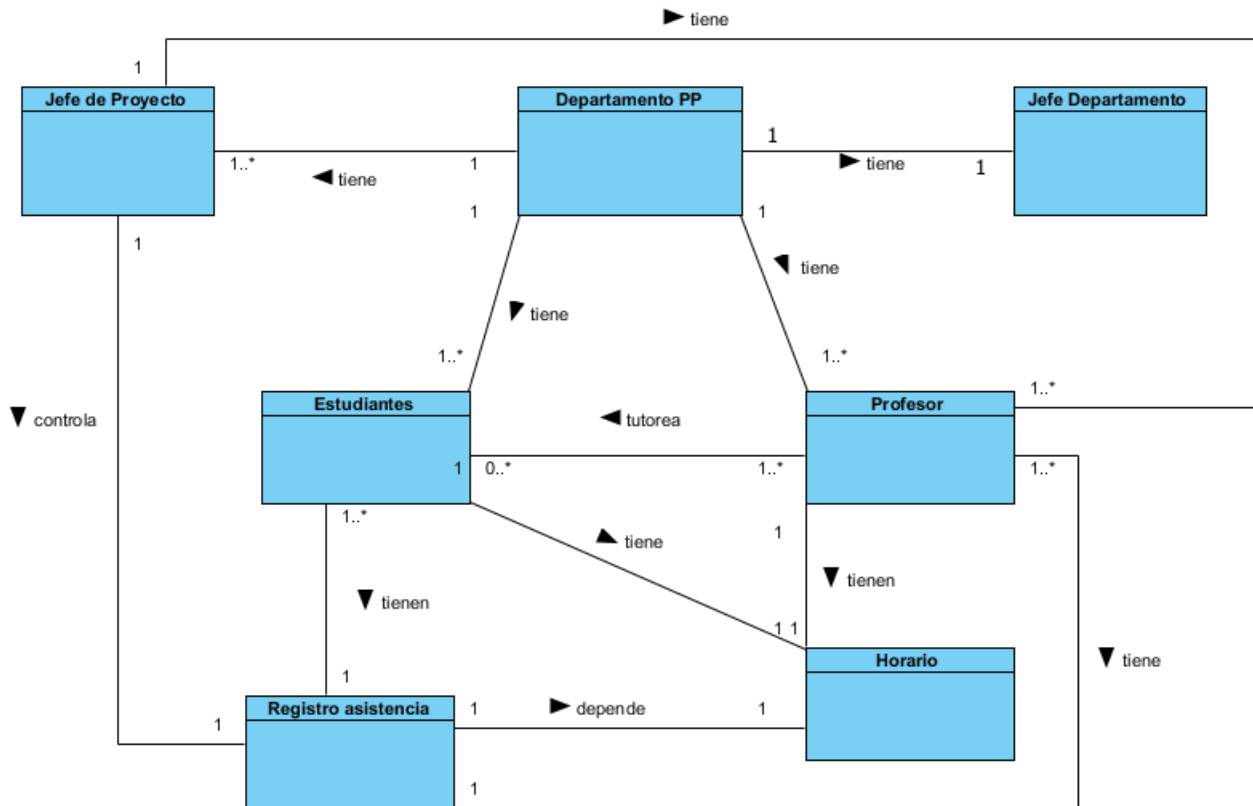 tiene
1
Jefe de Proyecto
Departamento PP
Jefe Departamento
1
1..*
1
tiene
tiene
1
1
1
1
tiene
tiene
1..*
1..*
1..*
Estudiantes
Profesor
controla
tutorea
1
0..*
1..*
1..*
1..*
1
tiene
tienen
tienen
1
1
1
Horario
tiene
Registro asistencia
1
depende
1
1
1